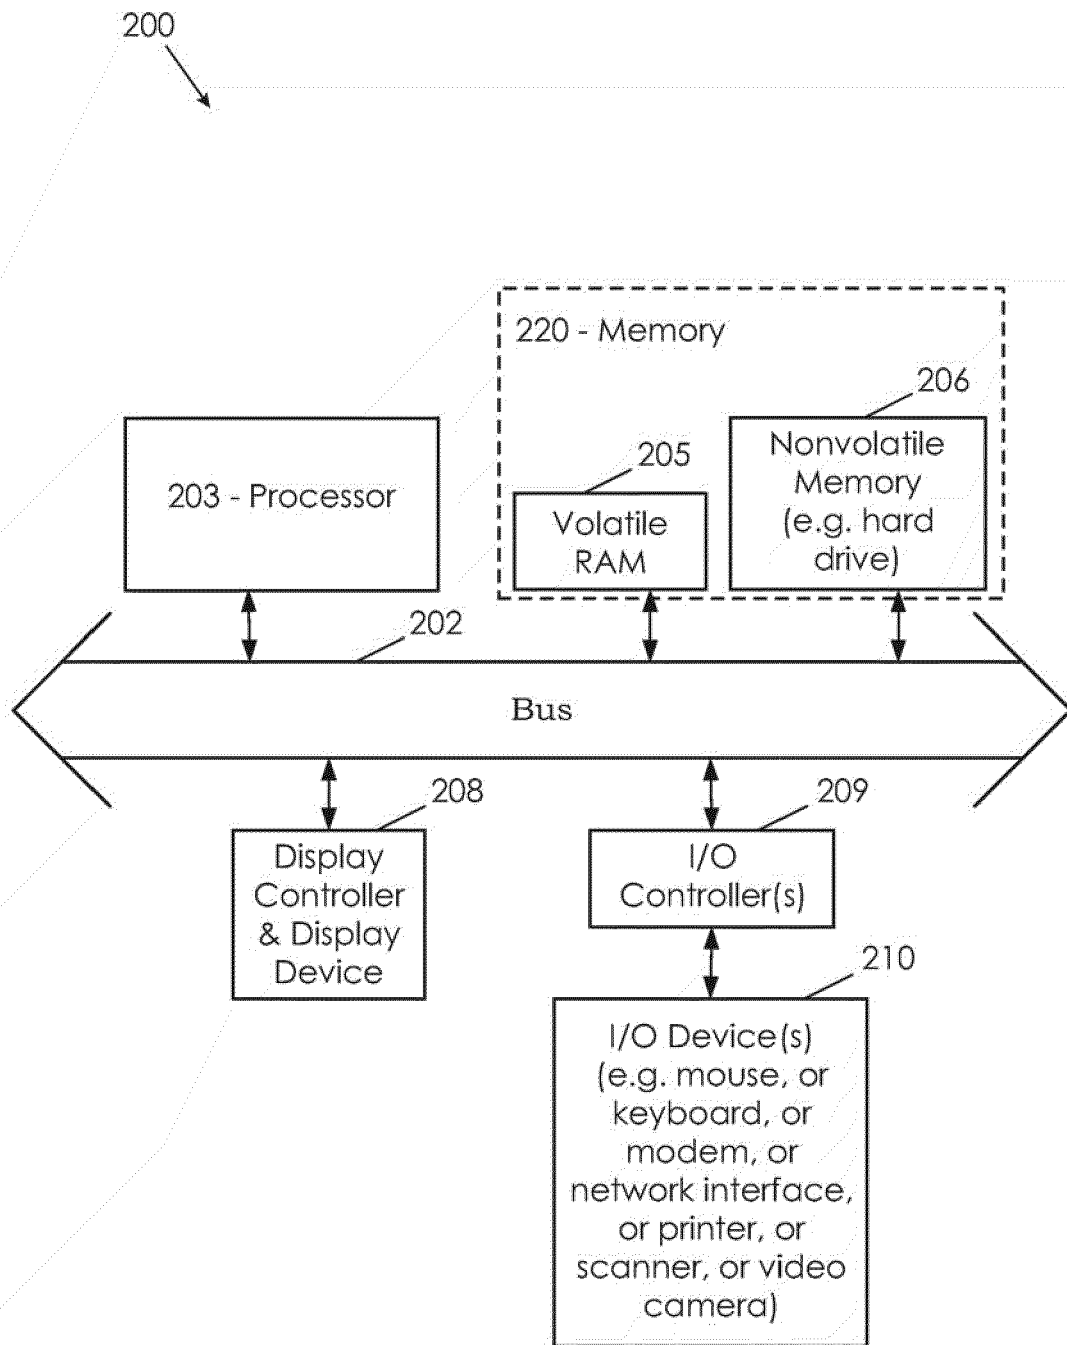 200
220 - Memory
206
203 - Processor
205
Nonvolatile
Memory
(e.g. hard
drive)
Volatile
RAM
202
Bus
208
209
Display
Controller
& Display
Device
I/O
Controller(s)
210
I/O Device(s)
(e.g. mouse, or
keyboard, or
modem, or
network interface,
or printer, or
scanner, or video
camera)